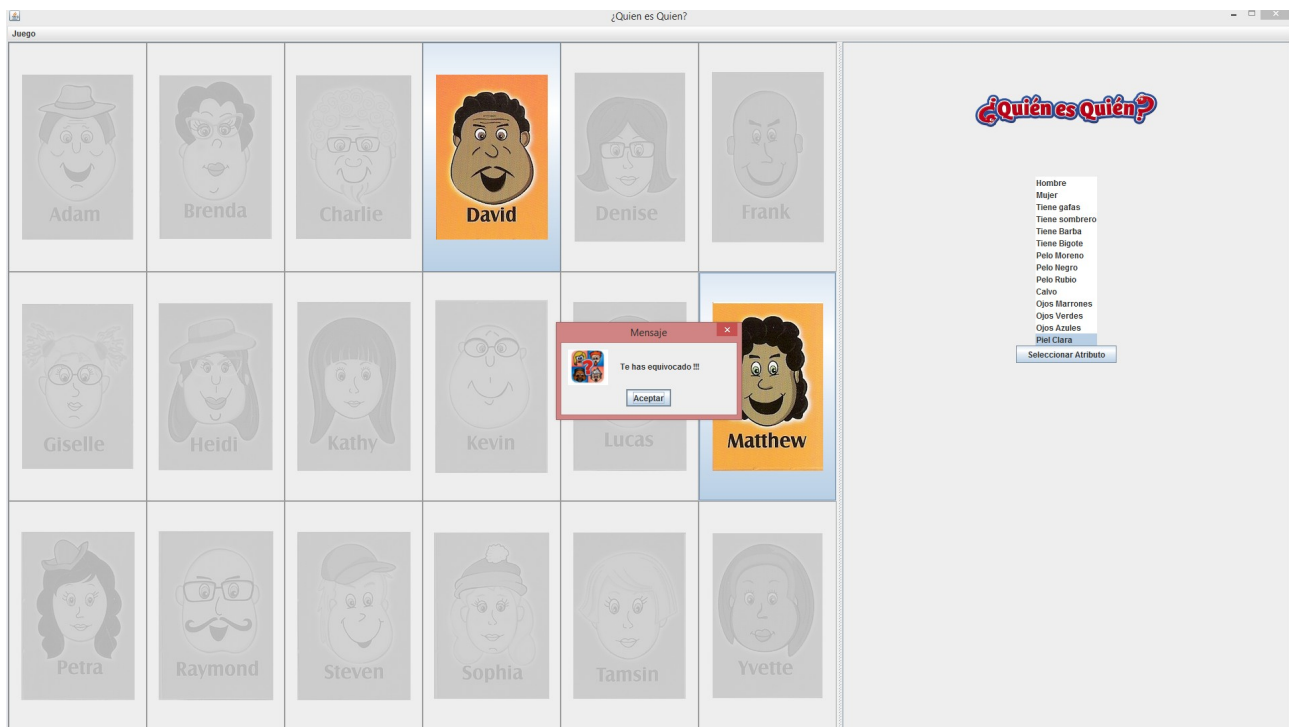 ¿Quien es Quien?
Juego
Adam
Brenda
Charlie
David
Denise
Frank
¿Quién es Quién?
Hombre
Mujer
Tiene gafas
Tiene sombrero
Tiene Barba
Tiene Bigote
Pelo Moreno
Pelo Negro
Pelo Rubio
Calvo
Ojos Marrones
Ojos Verdes
Ojos Azules
Piel Clara
Seleccionar Atributo
Giselle
Heidi
Kathy
Kevin
Lucas
Matthew
Mensaje
Te has equivocado !!!
Aceptar
Petra
Raymond
Steven
Sophia
Tamsin
Yvette